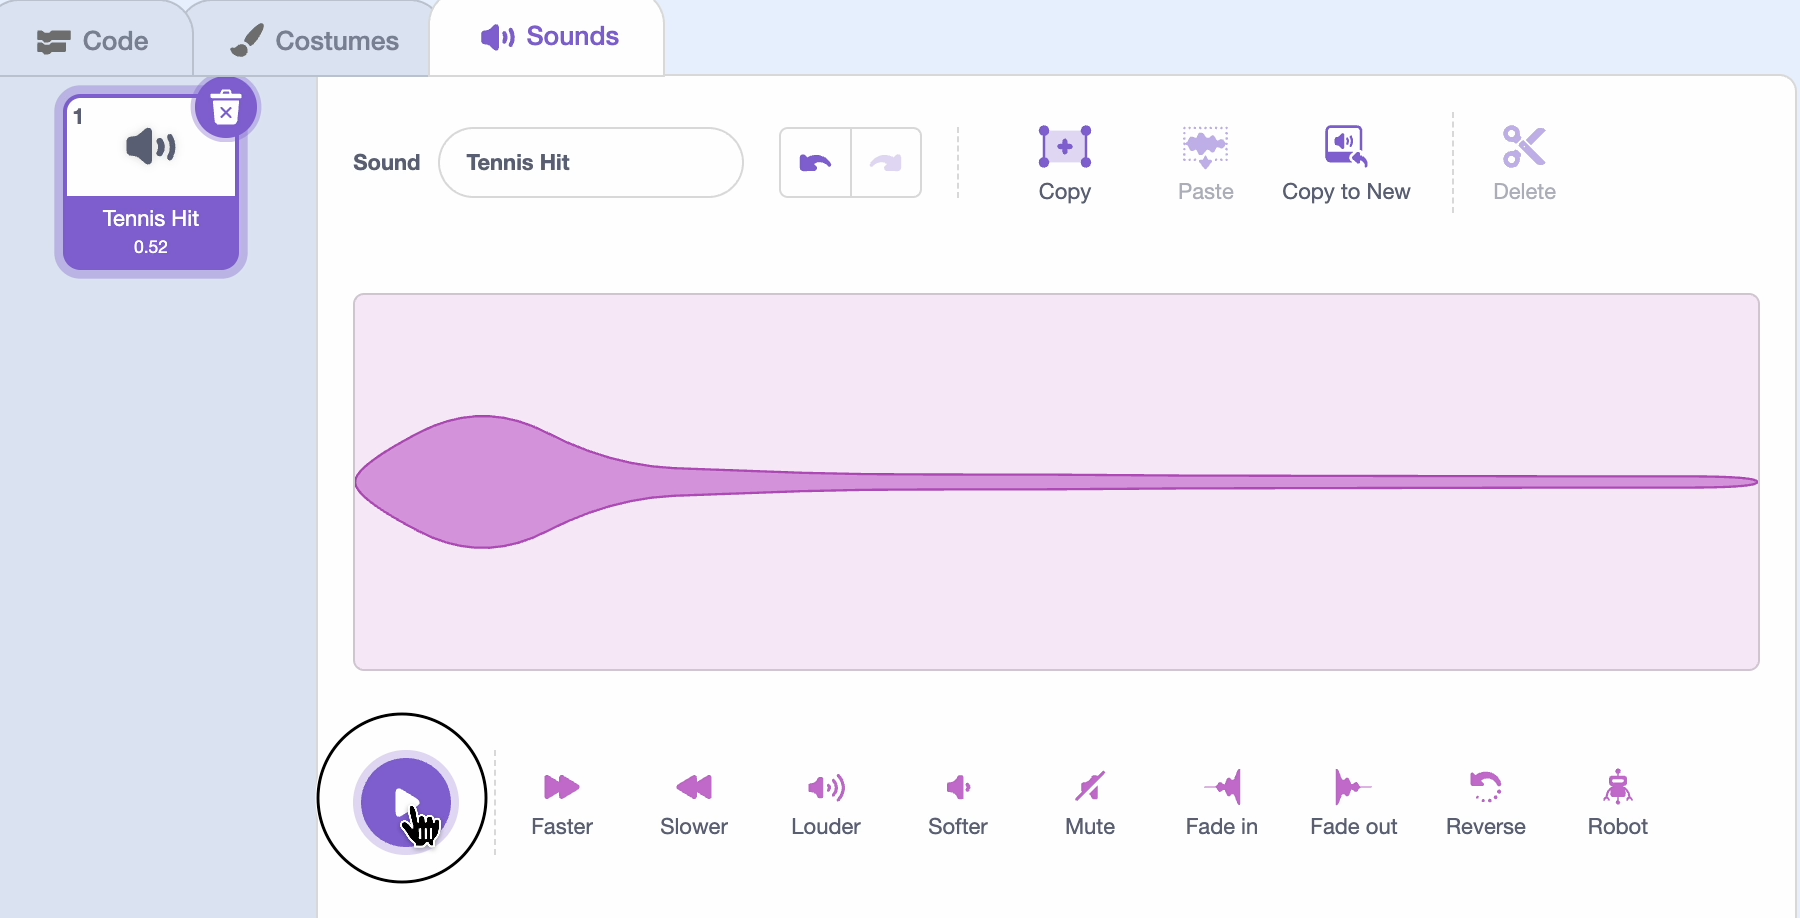 Code
Costumes
Sounds
1
Tennis Hit
0.52
Sound
Tennis Hit
Copy
Paste
Copy to New
Delete
Faster
Slower
Louder
Softer
Mute
Fade in
Fade out
Reverse
Robot